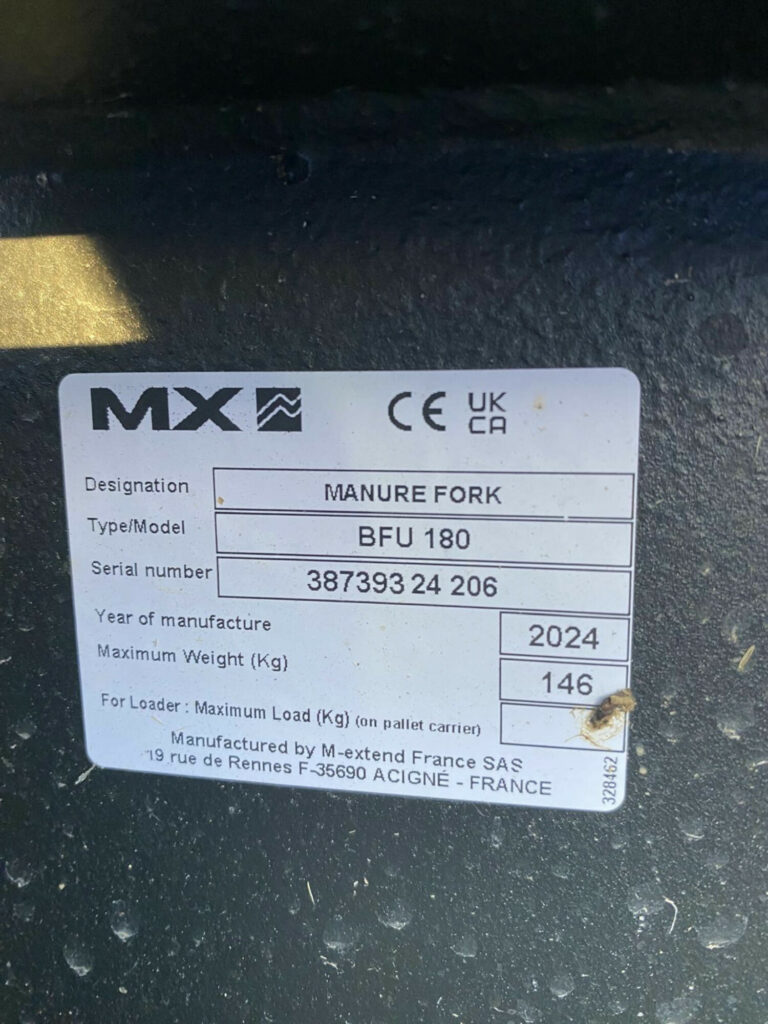 MX CE UK CA
Designation MANURE FORK
Type/Model BFU 180
Serial number 387393 24 206
Year of manufacture 2024
Maximum Weight (Kg) 146
For Loader : Maximum Load (Kg) (on pallet carrier)
Manufactured by M-extend France SAS
19 rue de Rennes F-35690 ACIGNÉ - FRANCE
328462